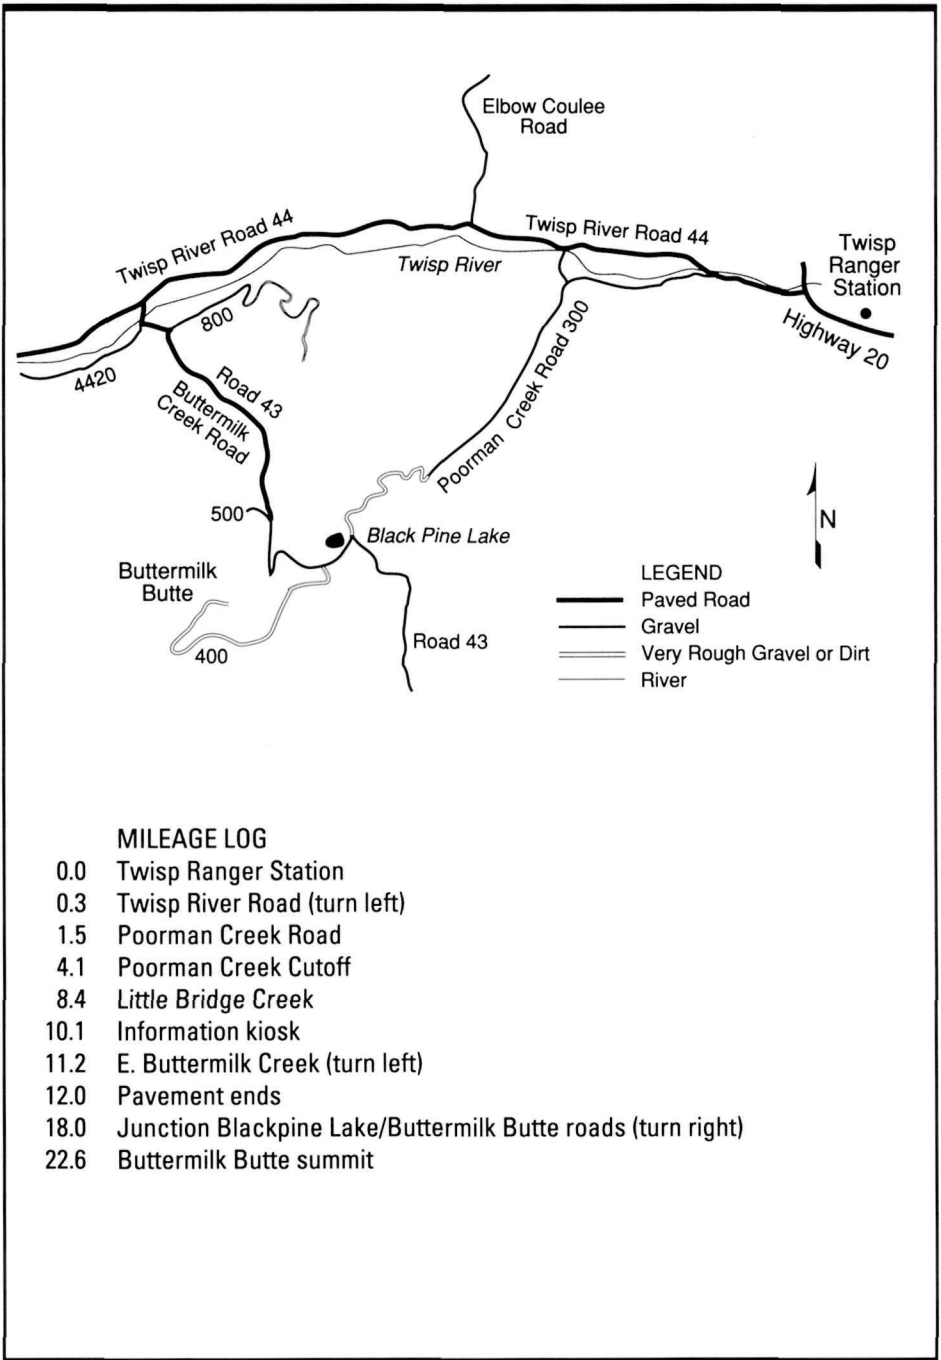 Elbow Coulee
Road
Twisp River Road 44
Twisp River Road 44
Twisp River
Twisp
Ranger
Station
Highway 20
800
4420
Road 43
Buttermilk
Creek Road
Poorman Creek Road 300
500
Black Pine Lake
N
Buttermilk
Butte
400
Road 43
LEGEND
Paved Road
Gravel
Very Rough Gravel or Dirt
River
MILEAGE LOG
0.0 Twisp Ranger Station
0.3 Twisp River Road (turn left)
1.5 Poorman Creek Road
4.1 Poorman Creek Cutoff
8.4 Little Bridge Creek
10.1 Information kiosk
11.2 E. Buttermilk Creek (turn left)
12.0 Pavement ends
18.0 Junction Blackpine Lake/Buttermilk Butte roads (turn right)
22.6 Buttermilk Butte summit